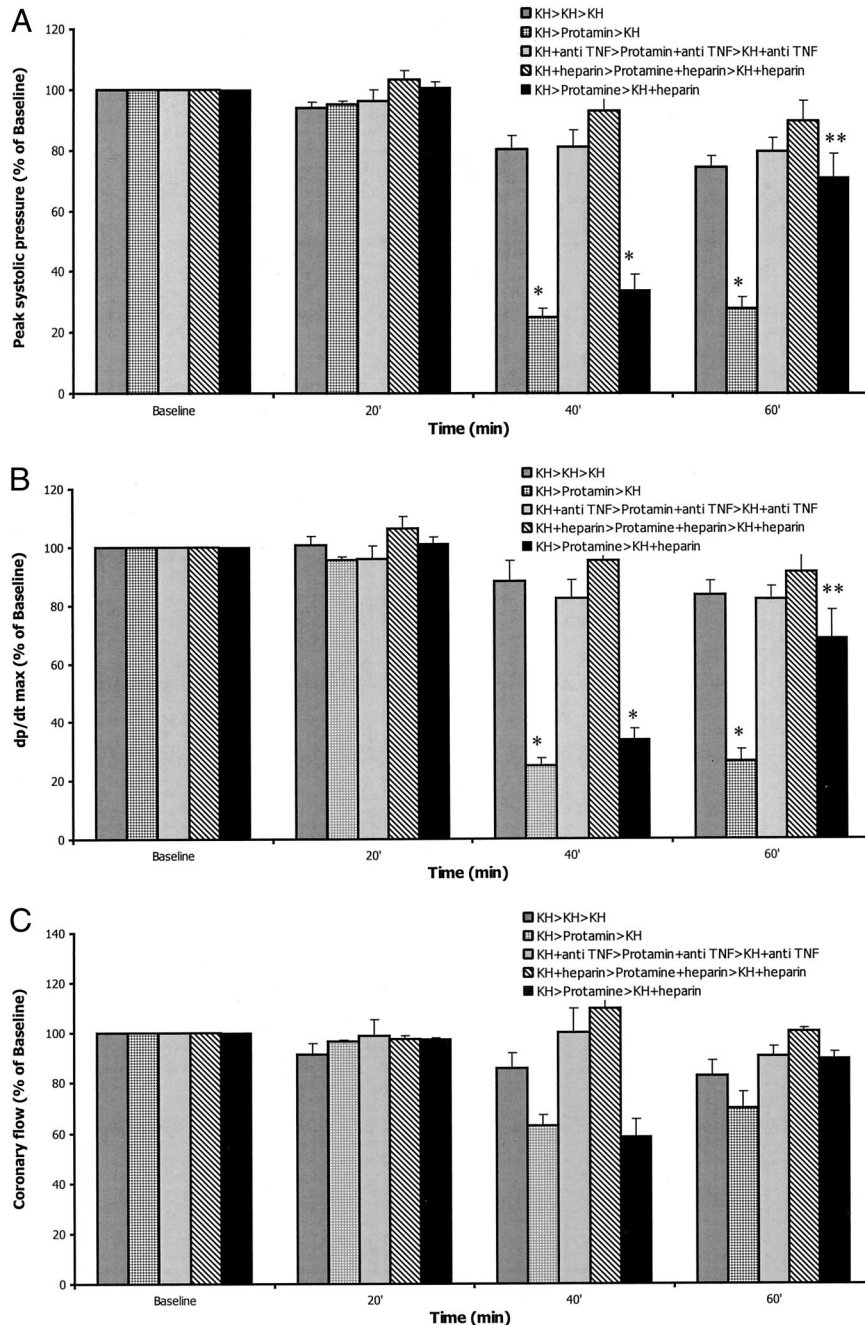 A
KH>KH>KH
KH>Protamin>KH
KH+anti TNF>Protamin+anti TNF>KH+anti TNF
KH+heparin>Protamine+heparin>KH+heparin
KH>Protamine>KH+heparin
Peak systolic pressure (% of Baseline)
120
100
80
60
40
20
0
*
*
*
**
Baseline
20'
40'
60'
Time (min)
B
KH>KH>KH
KH>Protamin>KH
KH+anti TNF>Protamin+anti TNF>KH+anti TNF
KH+heparin>Protamine+heparin>KH+heparin
KH>Protamine>KH+heparin
dp/dt max (% of Baseline)
120
100
80
60
40
20
0
*
*
*
**
Baseline
20'
40'
60'
Time (min)
C
KH>KH>KH
KH>Protamin>KH
KH+anti TNF>Protamin+anti TNF>KH+anti TNF
KH+heparin>Protamine+heparin>KH+heparin
KH>Protamine>KH+heparin
Coronary flow (% of Baseline)
140
120
100
80
60
40
20
0
Baseline
20'
40'
60'
Time (min)